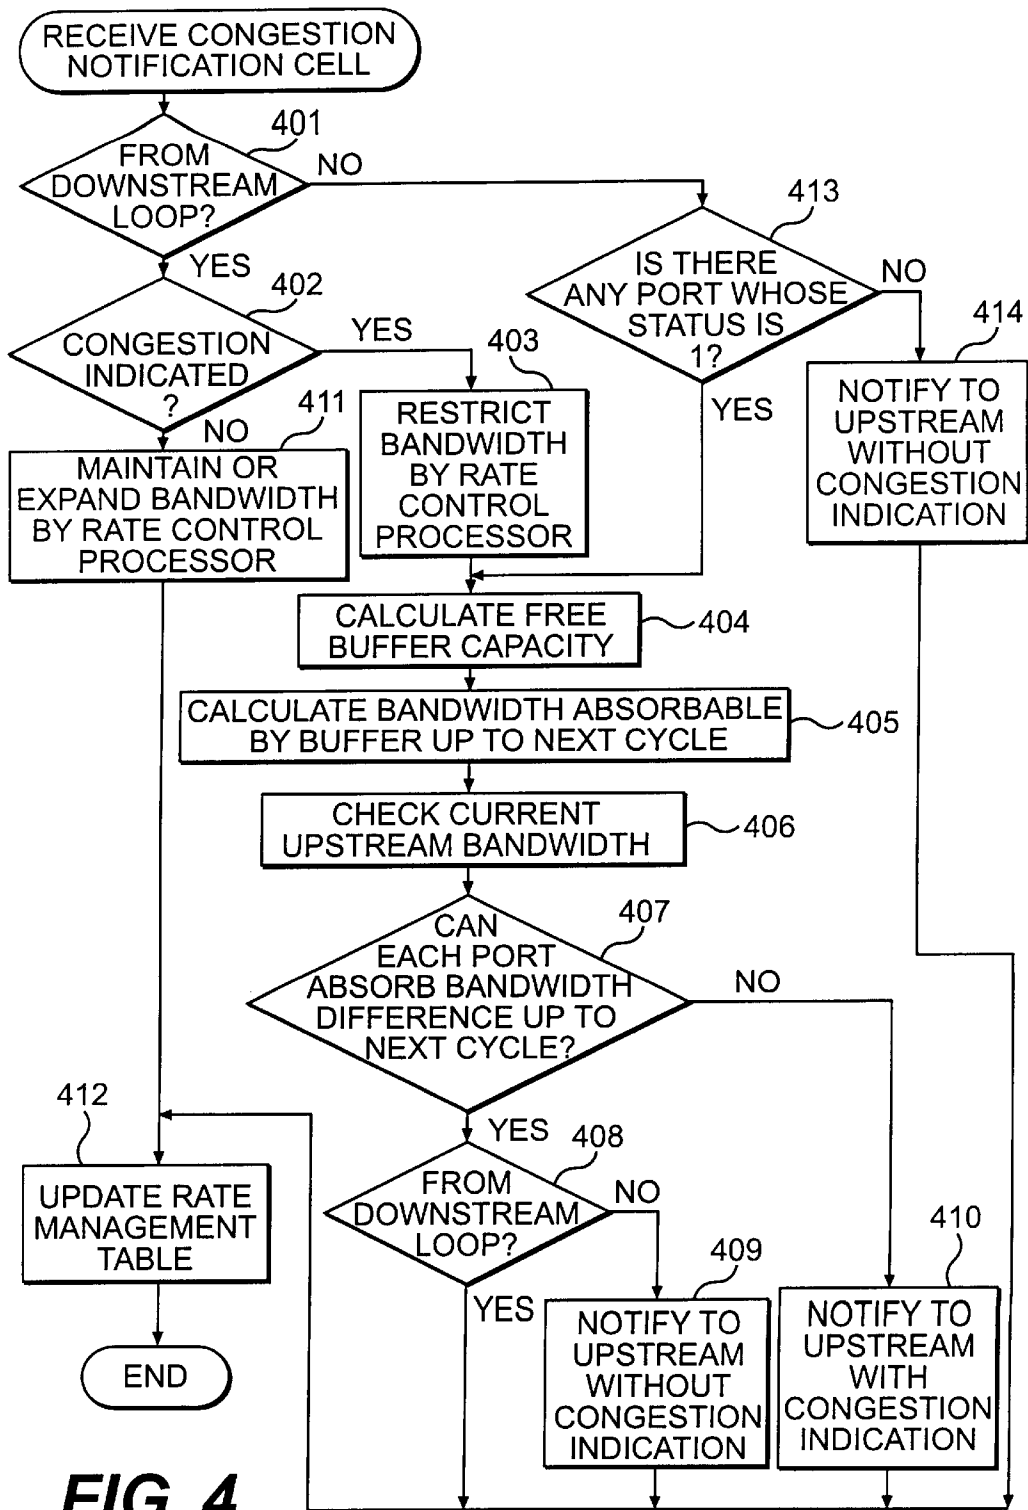 RECEIVE CONGESTION
NOTIFICATION CELL
401
FROM
DOWNSTREAM
LOOP?
NO
YES
413
IS THERE
ANY PORT WHOSE
STATUS IS
1?
NO
YES
414
NOTIFY TO
UPSTREAM
WITHOUT
CONGESTION
INDICATION
402
CONGESTION
INDICATED
?
YES
NO
403
RESTRICT
BANDWIDTH
BY RATE
CONTROL
PROCESSOR
411
MAINTAIN OR
EXPAND BANDWIDTH
BY RATE CONTROL
PROCESSOR
CALCULATE FREE
BUFFER CAPACITY
404
CALCULATE BANDWIDTH ABSORBABLE
BY BUFFER UP TO NEXT CYCLE
405
CHECK CURRENT
UPSTREAM BANDWIDTH
406
407
CAN
EACH PORT
ABSORB BANDWIDTH
DIFFERENCE UP TO
NEXT CYCLE?
NO
YES
408
FROM
DOWNSTREAM
LOOP?
NO
YES
409
NOTIFY TO
UPSTREAM
WITHOUT
CONGESTION
INDICATION
410
NOTIFY TO
UPSTREAM
WITH
CONGESTION
INDICATION
412
UPDATE RATE
MANAGEMENT
TABLE
END
FIG. 4